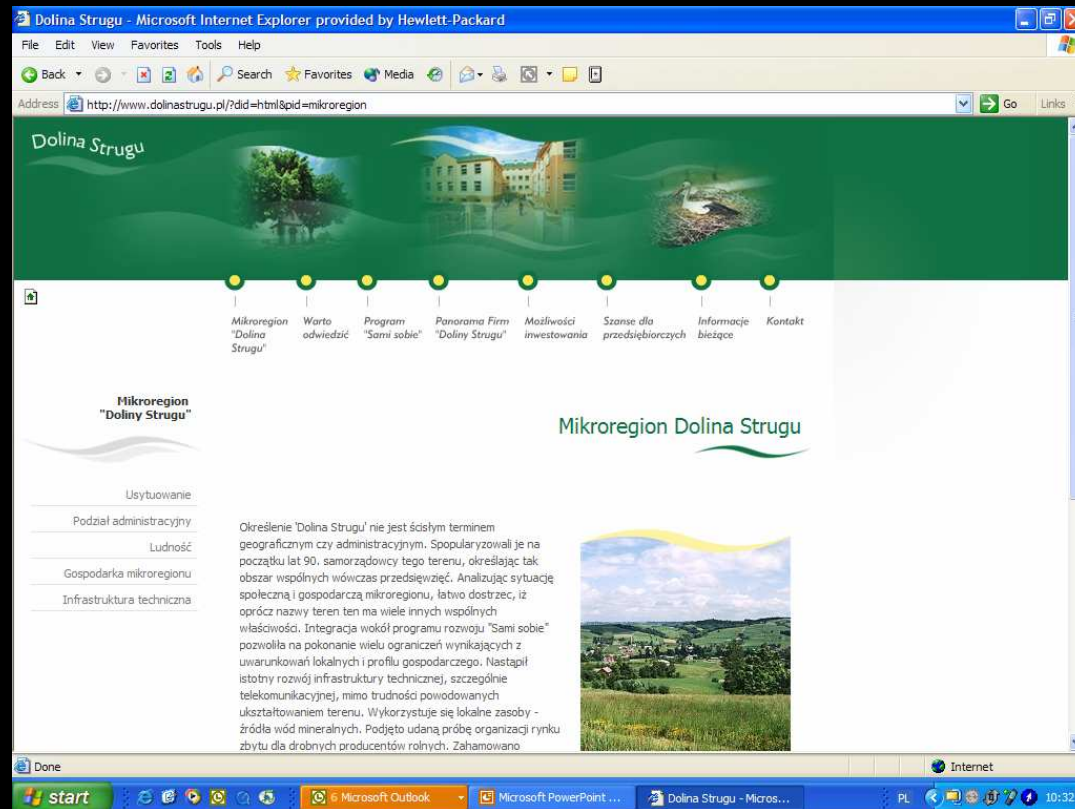 Dolina Strugu - Microsoft Internet Explorer provided by Hewlett-Packard
File Edit View Favorites Tools Help
Back Search Favorites Media
Address http://www.dolinastrugu.pl/?did=html&pid=mikroregion Go Links
Dolina Strugu
Mikroregion "Dolina Strugu"
Warto odwiedzić
Program "Sami sobie"
Panorama Firm "Doliny Strugu"
Możliwości inwestowania
Szanse dla przedsiębiorczych
Informacje bieżące
Kontakt
Mikroregion
"Doliny Strugu"
Usytuowanie
Podział administracyjny
Ludność
Gospodarka mikroregionu
Infrastruktura techniczna
Mikroregion Dolina Strugu
Określenie 'Dolina Strugu' nie jest ścisłym terminem
geograficznym czy administracyjnym. Spopularyzowali je na
początku lat 90. samorządowcy tego terenu, określając tak
obszar wspólnych wówczas przedsięwzięć. Analizując sytuację
społeczną i gospodarczą mikroregionu, łatwo dostrzec, iż
oprócz nazwy teren ten ma wiele innych wspólnych
właściwości. Integracja wokół programu rozwoju "Sami sobie"
pozwoliła na pokonanie wielu ograniczeń wynikających z
uwarunkowań lokalnych i profilu gospodarczego. Nastąpił
istotny rozwój infrastruktury technicznej, szczególnie
telekomunikacyjnej, mimo trudności powodowanych
ukształtowaniem terenu. Wykorzystuje się lokalne zasoby -
źródła wód mineralnych. Podjęto udaną próbę organizacji rynku
zbytu dla drobnych producentów rolnych. Zahamowano
Done Internet
start 6 Microsoft Outlook Microsoft PowerPoint ... Dolina Strugu - Micros... PL 10:32